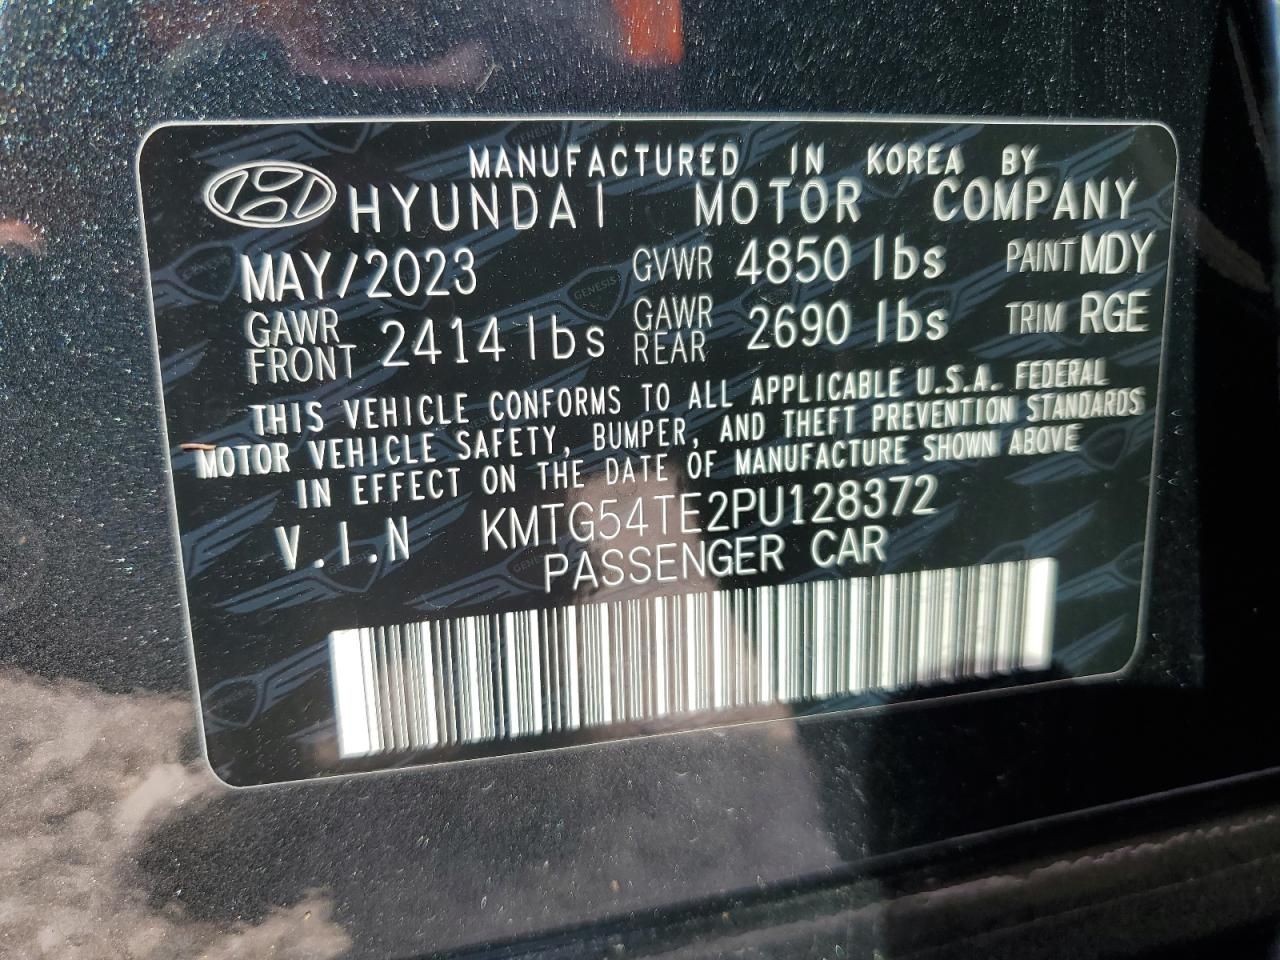 MANUFACTURED IN KOREA BY
HYUNDAI MOTOR COMPANY
MAY/2023 GVWR 4850 lbs PAINT MDY
GAWR FRONT 2414 lbs GAWR REAR 2690 lbs TRIM RGE
THIS VEHICLE CONFORMS TO ALL APPLICABLE U.S.A. FEDERAL
MOTOR VEHICLE SAFETY, BUMPER, AND THEFT PREVENTION STANDARDS
IN EFFECT ON THE DATE OF MANUFACTURE SHOWN ABOVE
V.I.N KMTG54TE2PU128372
PASSENGER CAR
GENESIS